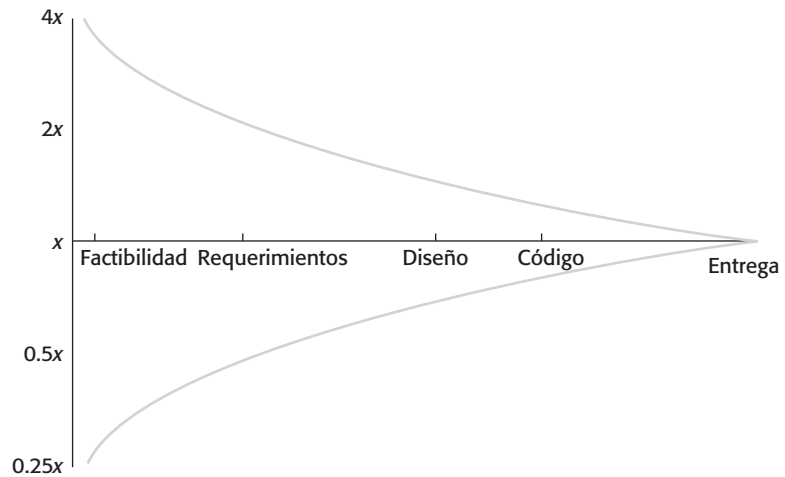 4x
2x
x
Factibilidad Requerimientos Diseño Código Entrega
0.5x
0.25x